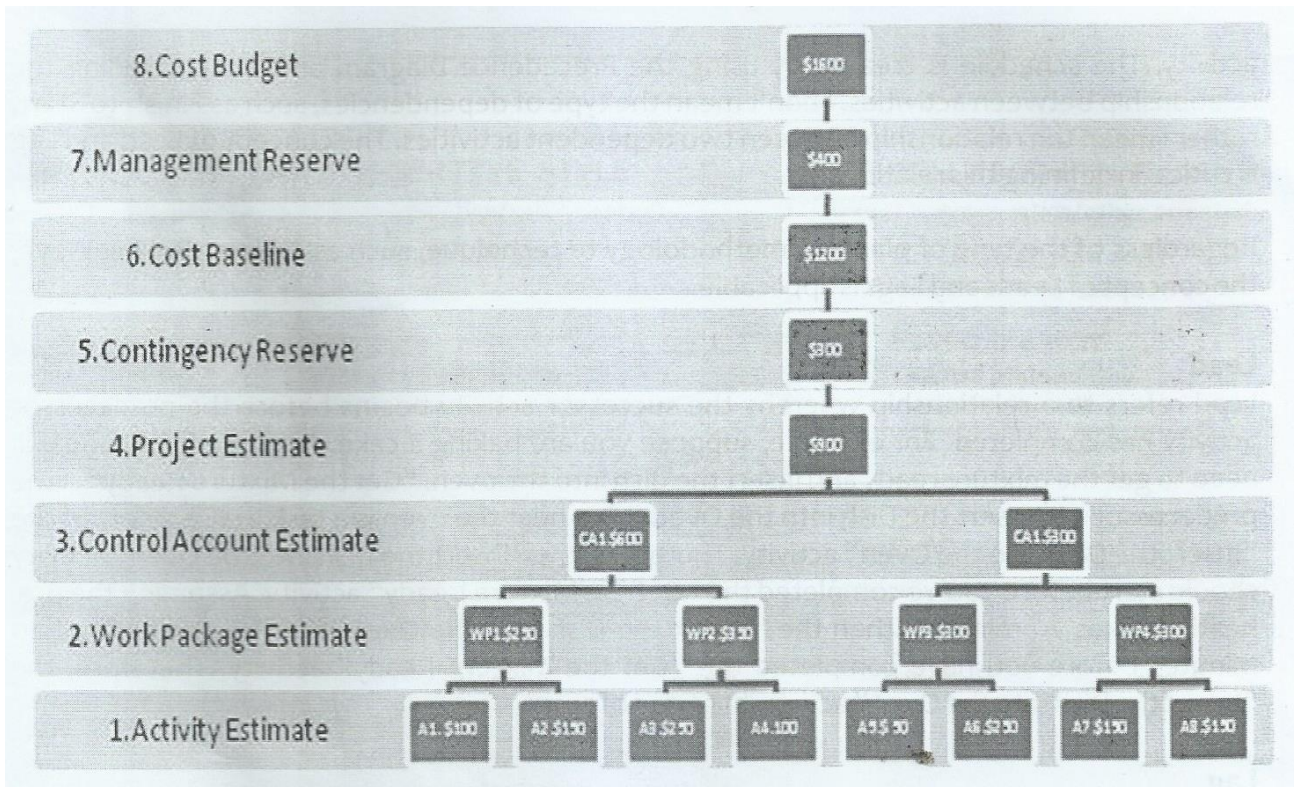 8.Cost Budget
$1600
7.Management Reserve
$400
6.Cost Baseline
$1200
5.Contingency Reserve
$300
4.Project Estimate
$900
3.Control Account Estimate
CA1.$600
CA1.$300
2.Work Package Estimate
WP1.$250
WP2.$350
WP3.$300
WP4.$300
1.Activity Estimate
A1.$100
A2.$150
A3.$250
A4.100
A5.$ 50
A6.$250
A7.$150
A8.$150